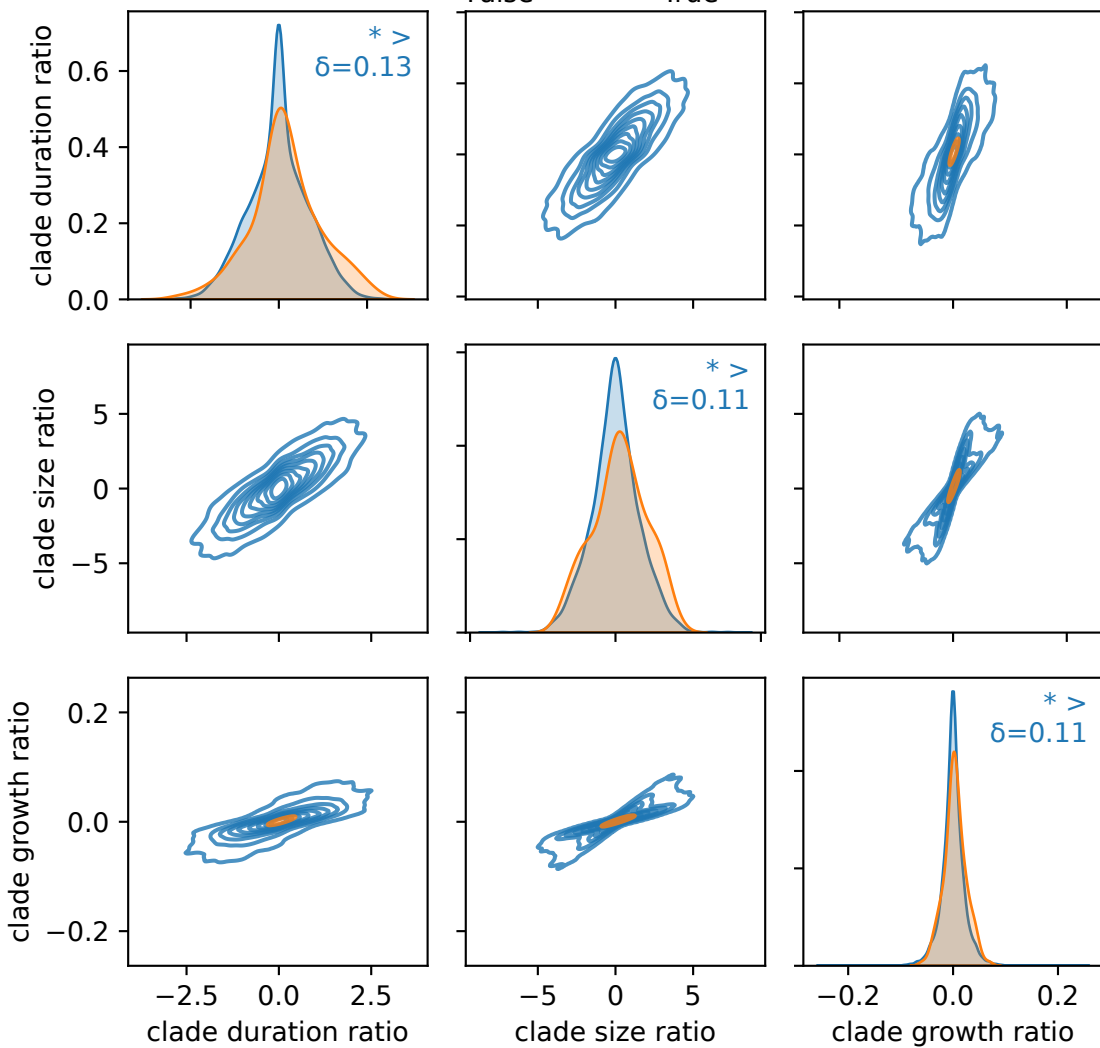 clade duration ratio
0.6
0.4
0.2
0.0
* >
δ=0.13
clade size ratio
5
0
−5
* >
δ=0.11
clade growth ratio
0.2
0.0
−0.2
* >
δ=0.11
−2.5 0.0 2.5
−5 0 5
−0.2 0.0 0.2
clade duration ratio
clade size ratio
clade growth ratio